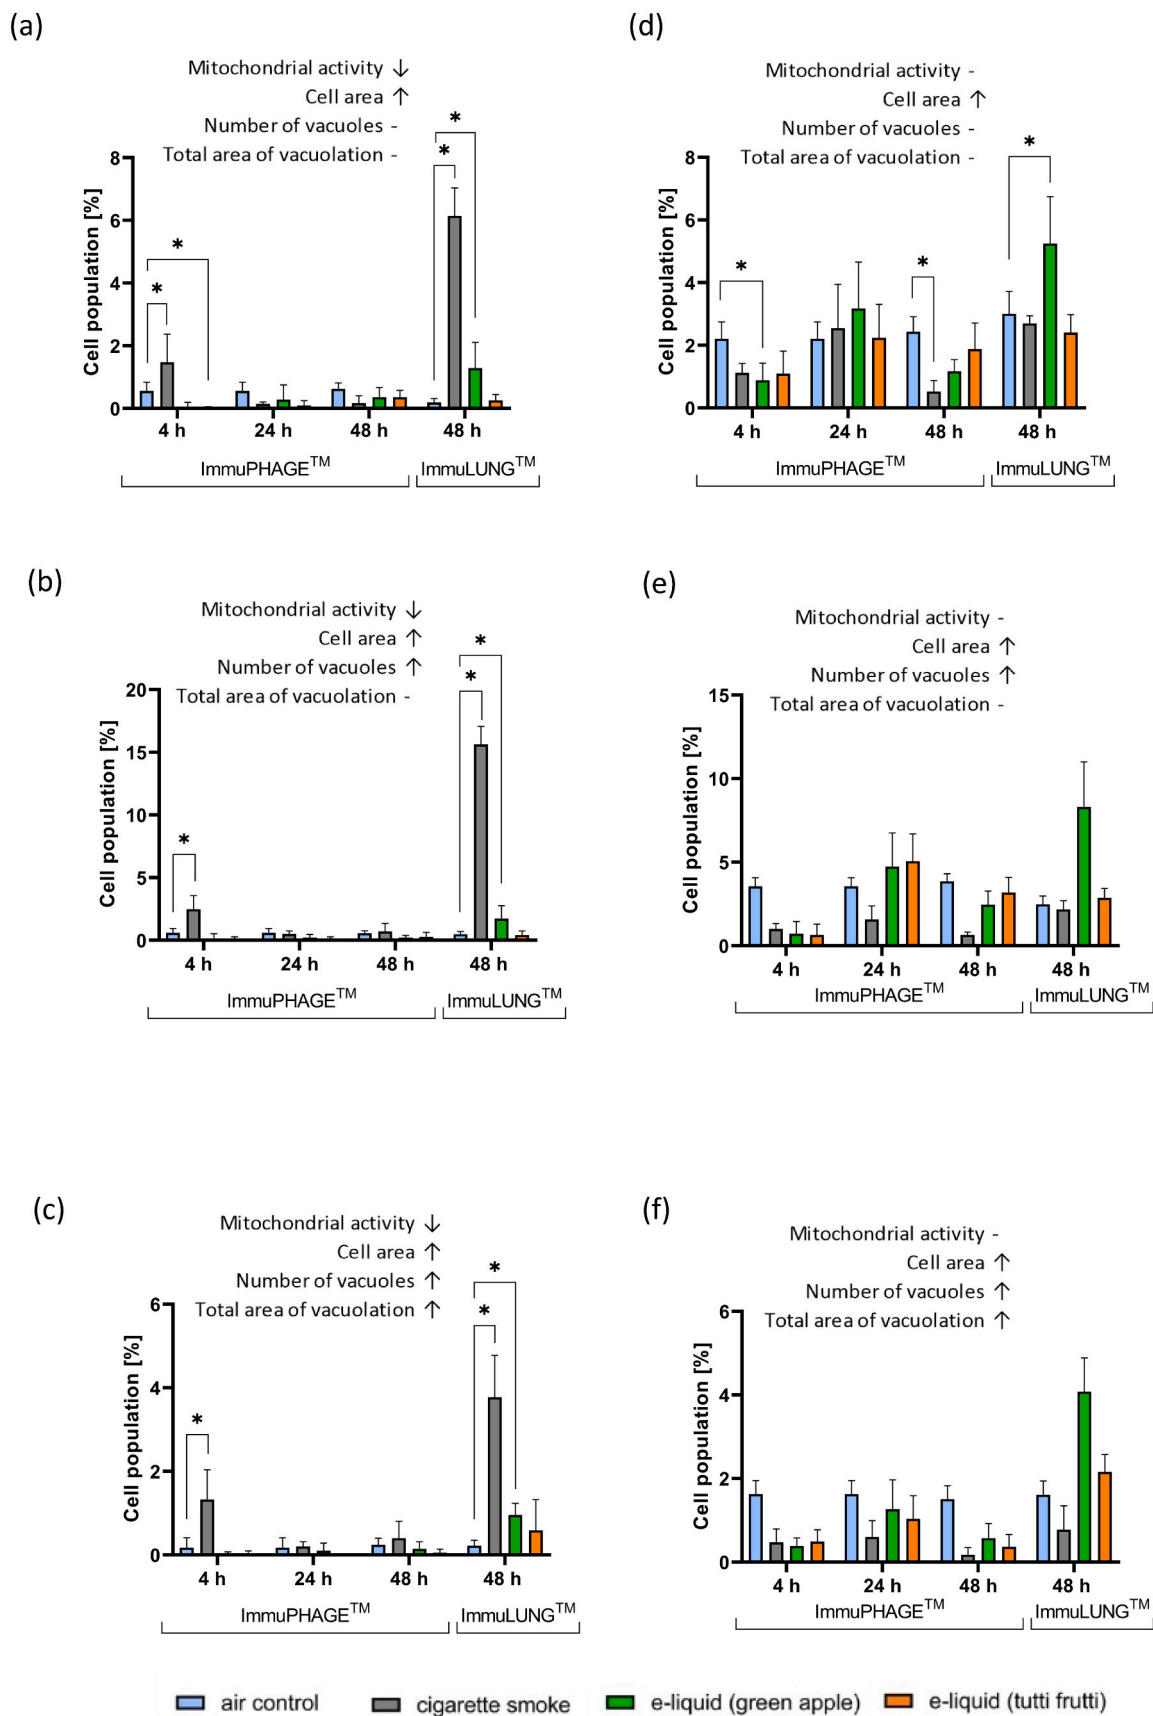 (a)
Mitochondrial activity ↓
Cell area ↑
Number of vacuoles -
Total area of vacuolation -
* *
* *
Cell population [%]
8
6
4
2
0
4 h 24 h 48 h 48 h
ImmuPHAGE™ ImmuLUNG™
(d)
Mitochondrial activity -
Cell area ↑
Number of vacuoles -
Total area of vacuolation -
* * *
Cell population [%]
8
6
4
2
0
4 h 24 h 48 h 48 h
ImmuPHAGE™ ImmuLUNG™
(b)
Mitochondrial activity ↓
Cell area ↑
Number of vacuoles ↑
Total area of vacuolation -
* * *
Cell population [%]
20
15
10
5
0
4 h 24 h 48 h 48 h
ImmuPHAGE™ ImmuLUNG™
(e)
Mitochondrial activity -
Cell area ↑
Number of vacuoles ↑
Total area of vacuolation -
Cell population [%]
15
10
5
0
4 h 24 h 48 h 48 h
ImmuPHAGE™ ImmuLUNG™
(c)
Mitochondrial activity ↓
Cell area ↑
Number of vacuoles ↑
Total area of vacuolation ↑
* * *
Cell population [%]
6
4
2
0
4 h 24 h 48 h 48 h
ImmuPHAGE™ ImmuLUNG™
(f)
Mitochondrial activity -
Cell area ↑
Number of vacuoles ↑
Total area of vacuolation ↑
Cell population [%]
6
4
2
0
4 h 24 h 48 h 48 h
ImmuPHAGE™ ImmuLUNG™
air control cigarette smoke e-liquid (green apple) e-liquid (tutti frutti)